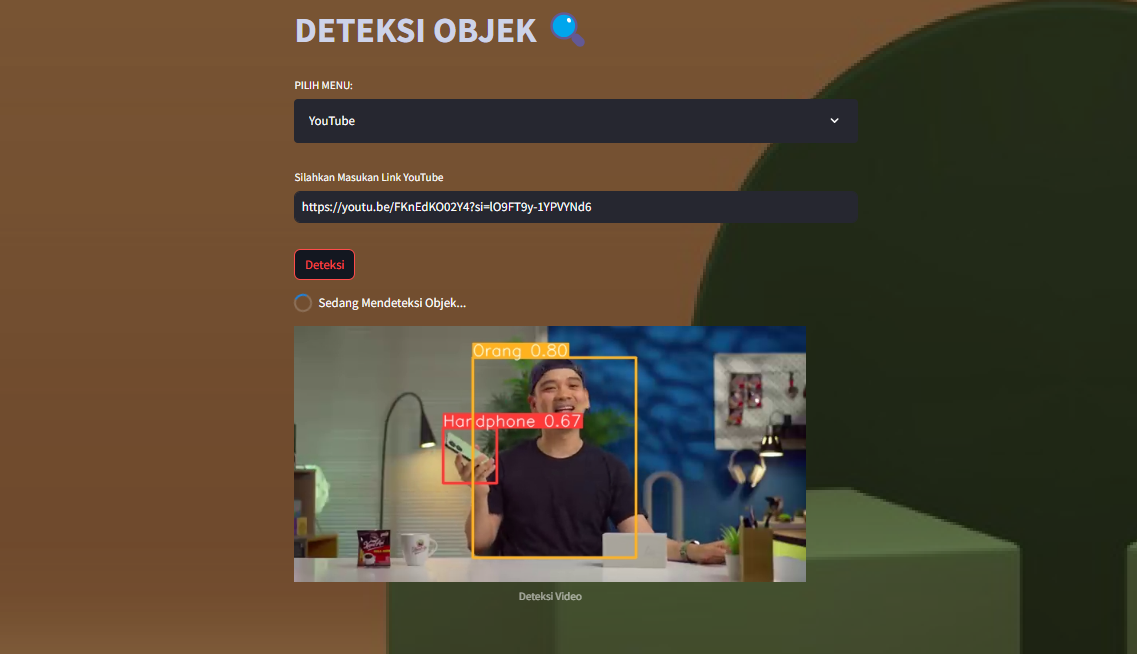 DETEKSI OBJEK
PILIH MENU:
YouTube
Silahkan Masukan Link YouTube
https://youtu.be/FKnEdKO02Y4?si=lO9FT9y-1YPVYNd6
Deteksi
Sedang Mendeteksi Objek...
Orang 0.80
Handphone 0.67
Deteksi Video